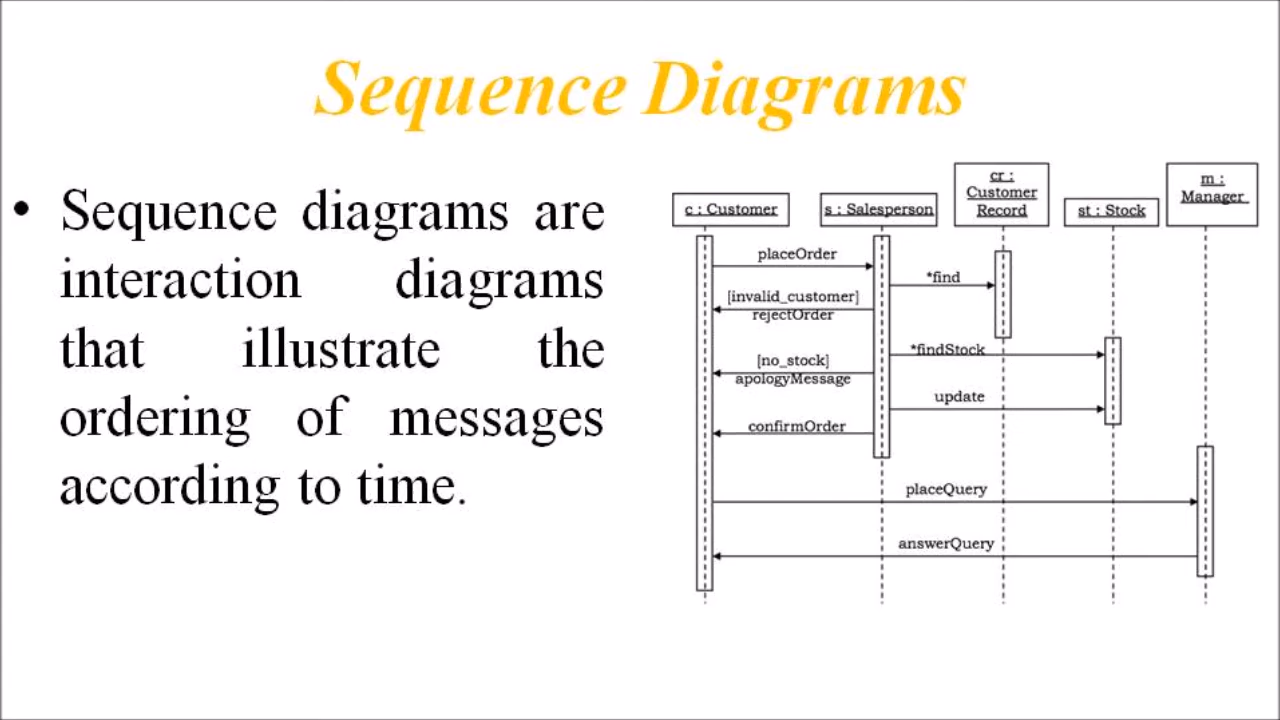 Sequence Diagrams
• Sequence diagrams are
interaction diagrams
that illustrate the
ordering of messages
according to time.
c : Customer
s : Salesperson
cr :
Customer
Record
st : Stock
m :
Manager
placeOrder
*find
[invalid_customer]
rejectOrder
*findStock
[no_stock]
apologyMessage
update
confirmOrder
placeQuery
answerQuery